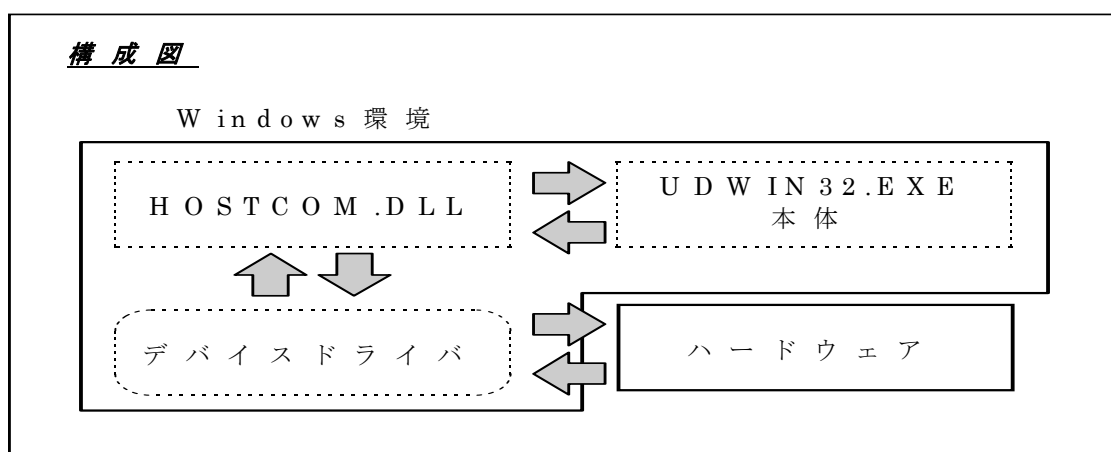 構成図
Windows環境
HOSTCOM.DLL
UDWIN32.EXE
本体
デバイスドライバ
ハードウェア